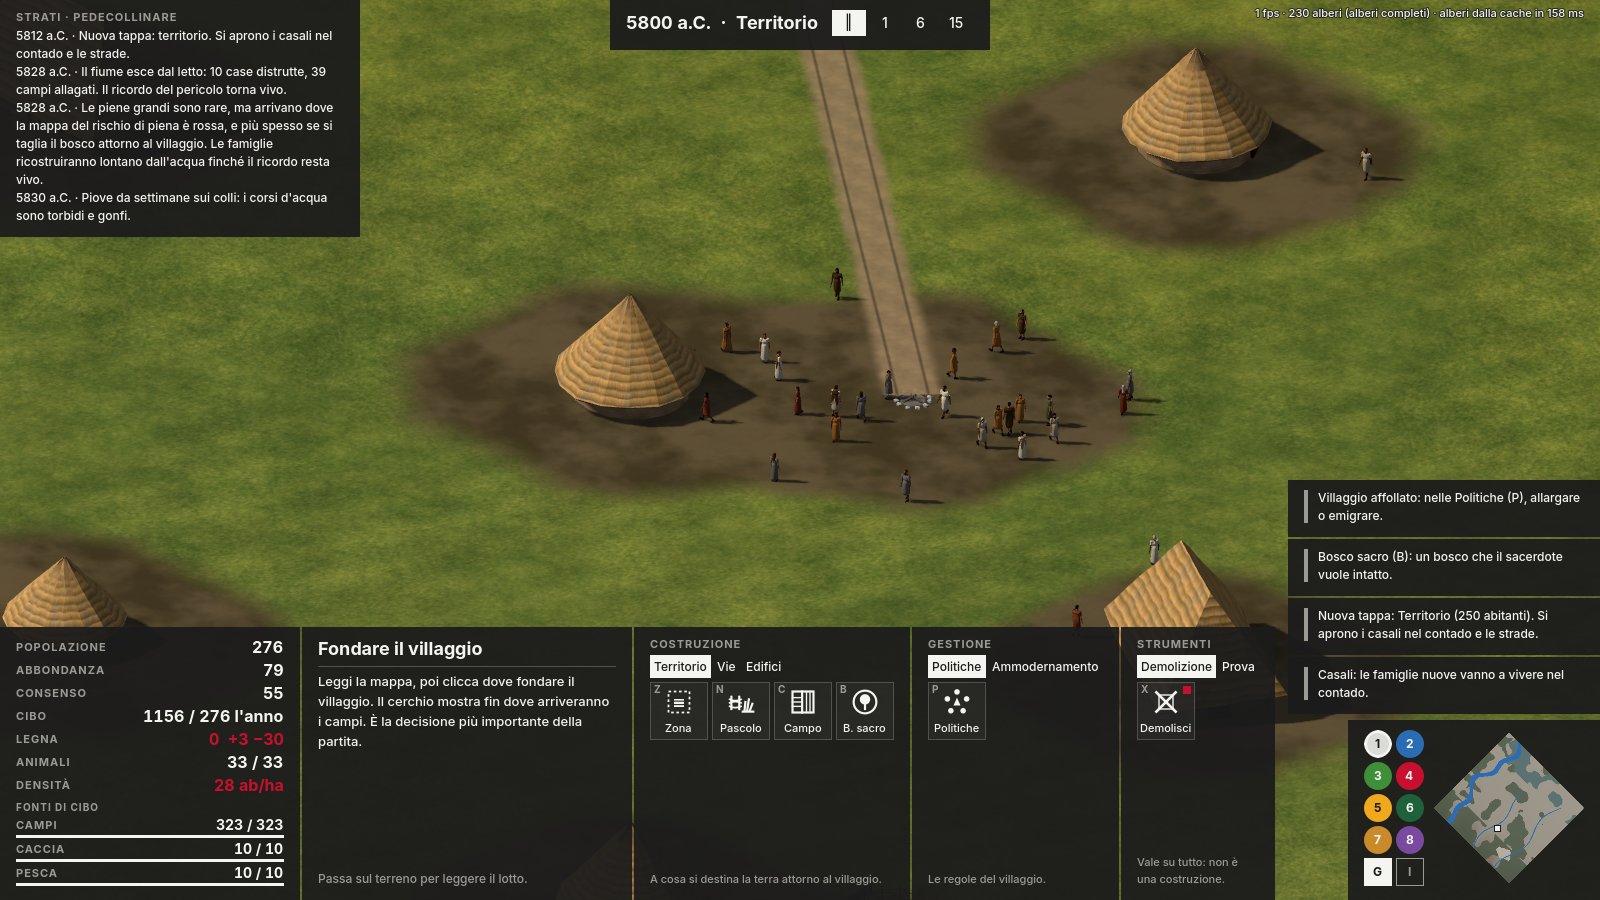 STRATI · PEDECOLLINARE
5812 a.C. · Nuova tappa: territorio. Si aprono i casali nel
contado e le strade.
5828 a.C. · Il fiume esce dal letto: 10 case distrutte, 39
campi allagati. Il ricordo del pericolo torna vivo.
5828 a.C. · Le piene grandi sono rare, ma arrivano dove
la mappa del rischio di piena è rossa, e più spesso se si
taglia il bosco attorno al villaggio. Le famiglie
ricostruiranno lontano dall'acqua finché il ricordo resta
vivo.
5830 a.C. · Piove da settimane sui colli: i corsi d'acqua
sono torbidi e gonfi.
5800 a.C. · Territorio ‖ 1 6 15
1 fps · 230 alberi (alberi completi) · alberi dalla cache in 158 ms
Villaggio affollato: nelle Politiche (P), allargare
o emigrare.
Bosco sacro (B): un bosco che il sacerdote
vuole intatto.
Nuova tappa: Territorio (250 abitanti). Si
aprono i casali nel contado e le strade.
Casali: le famiglie nuove vanno a vivere nel
contado.
POPOLAZIONE 276
ABBONDANZA 79
CONSENSO 55
CIBO 1156 / 276 l'anno
LEGNA 0 +3 −30
ANIMALI 33 / 33
DENSITÀ 28 ab/ha
FONTI DI CIBO
CAMPI 323 / 323
CACCIA 10 / 10
PESCA 10 / 10
Fondare il villaggio
Leggi la mappa, poi clicca dove fondare il
villaggio. Il cerchio mostra fin dove arriveranno
i campi. È la decisione più importante della
partita.
Passa sul terreno per leggere il lotto.
COSTRUZIONE
Territorio Vie Edifici
Z N C B
Zona Pascolo Campo B. sacro
A cosa si destina la terra attorno al villaggio.
GESTIONE
Politiche Ammodernamento
P
Politiche
Le regole del villaggio.
STRUMENTI
Demolizione Prova
X
Demolisci
Vale su tutto: non è
una costruzione.
1 2
3 4
5 6
7 8
G I